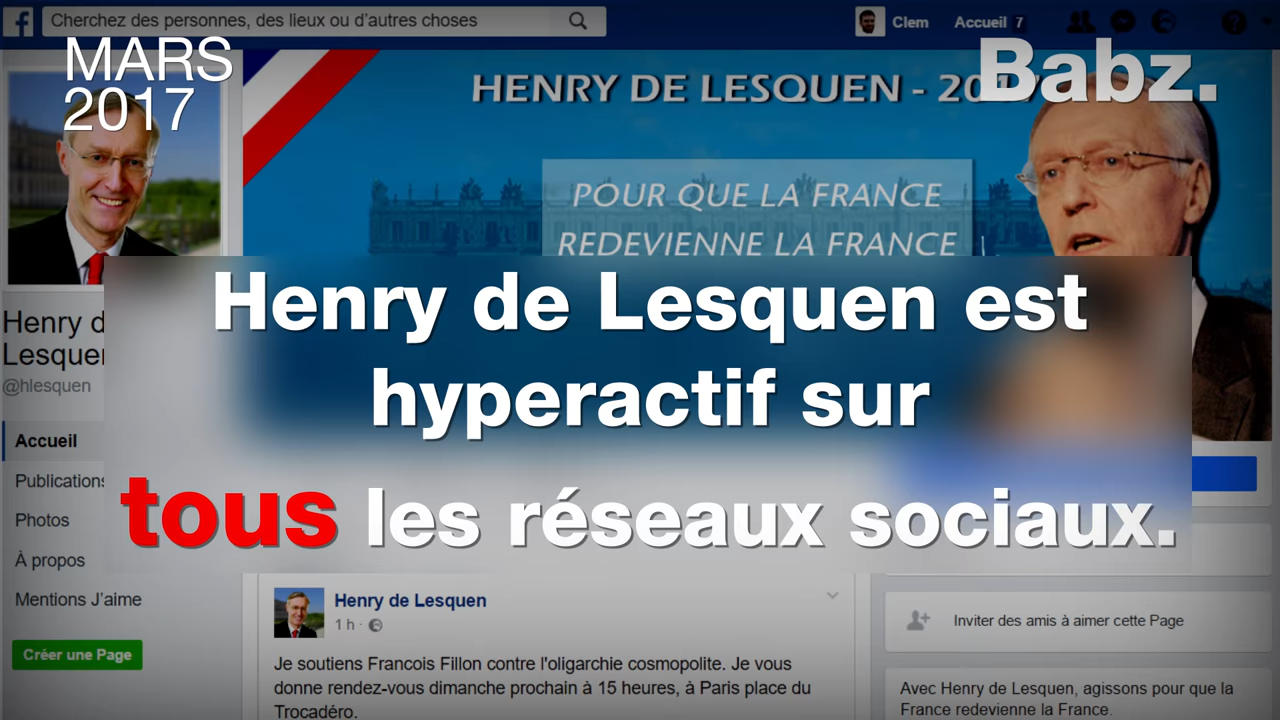 Cherchez des personnes, des lieux ou d'autres choses
Clem
Accueil 7
MARS
2017
Babz.
HENRY DE LESQUEN - 20
POUR QUE LA FRANCE
REDEVIENNE LA FRANCE
Henry de Lesquen est
hyperactif sur
tous les réseaux sociaux.
Henry d
Lesquer
@hlesquen
Accueil
Publications
Photos
À propos
Mentions J'aime
Créer une Page
Henry de Lesquen
1 h ·
Je soutiens Francois Fillon contre l'oligarchie cosmopolite. Je vous
donne rendez-vous dimanche prochain à 15 heures, à Paris place du
Trocadéro.
Inviter des amis à aimer cette Page
Avec Henry de Lesquen, agissons pour que la
France redevienne la France.